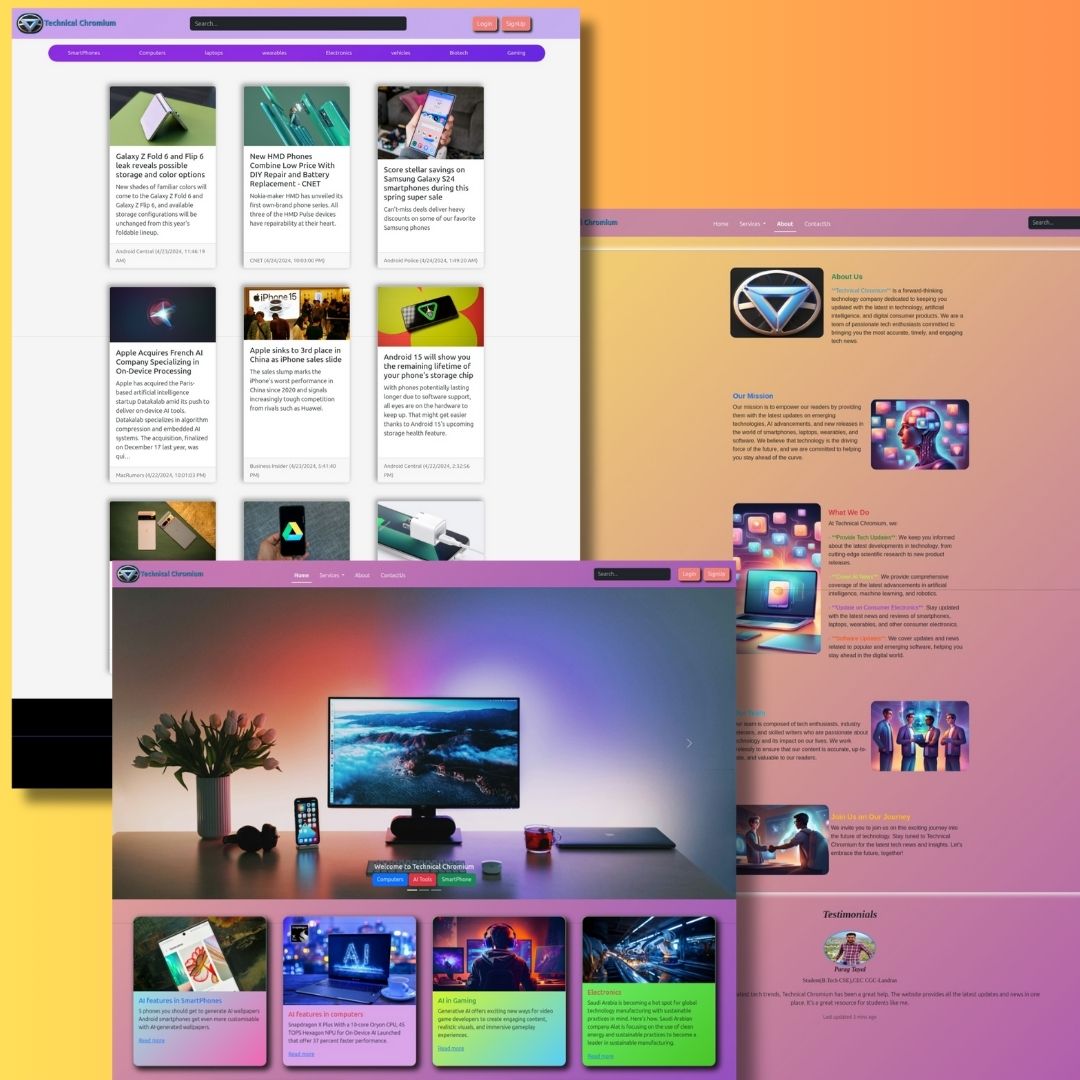 Technical Chromium
Search...
Login
SignUp
SmartPhones
Computers
laptops
wearables
Electronics
vehicles
Biotech
Gaming
Galaxy Z Fold 6 and Flip 6
leak reveals possible
storage and color options
New shades of familiar colors will
come to the Galaxy Z Fold 6 and
Galaxy Z Flip 6, and available
storage configurations will be
unchanged from this year's
foldable lineup.
Android Central (4/23/2024, 11:46:19
AM)
New HMD Phones
Combine Low Price With
DIY Repair and Battery
Replacement - CNET
Nokia-maker HMD has unveiled its
first own-brand phone series. All
three of the HMD Pulse devices
have repairability at their heart.
CNET (4/24/2024, 10:03:00 PM)
Score stellar savings on
Samsung Galaxy S24
smartphones during this
spring super sale
Can't-miss deals deliver heavy
discounts on some of our favorite
Samsung phones
Android Police (4/24/2024, 1:49:20 AM)
Apple Acquires French AI
Company Specializing in
On-Device Processing
Apple has acquired the Paris-
based artificial intelligence
startup Datakalab amid its push to
deliver on-device AI tools.
Datakalab specializes in algorithm
compression and embedded AI
systems. The acquisition, finalized
on December 17 last year, was
qui...
MacRumors (4/22/2024, 10:01:03 PM)
iPhone 15
Apple sinks to 3rd place in
China as iPhone sales slide
The sales slump marks the
iPhone's worst performance in
China since 2020 and signals
increasingly tough competition
from rivals such as Huawei.
Business Insider (4/23/2024, 5:41:40
PM)
Android 15 will show you
the remaining lifetime of
your phone's storage chip
With phones potentially lasting
longer due to software support,
all eyes are on the hardware to
keep up. That might get easier
thanks to Android 15's upcoming
storage health feature.
Android Central (4/22/2024, 2:32:56
PM)
Chromium
Home
Services
About
ContactUs
Search...
About Us
"Technical Chromium" is a forward-thinking
technology company dedicated to keeping you
updated with the latest in technology, artificial
intelligence, and digital consumer products. We are a
team of passionate tech enthusiasts committed to
bringing you the most accurate, timely, and engaging
tech news.
Our Mission
Our mission is to empower our readers by providing
them with the latest updates on emerging
technologies, AI advancements, and new releases in
the world of smartphones, laptops, wearables, and
software. We believe that technology is the driving
force of the future, and we are committed to helping
you stay ahead of the curve.
What We Do
At Technical Chromium, we:
- **Provide Tech Updates**: We keep you informed
about the latest developments in technology, from
cutting-edge scientific research to new product
releases.
- **Cover AI News**: We provide comprehensive
coverage of the latest advancements in artificial
intelligence, machine learning, and robotics.
- **Update on Consumer Electronics**: Stay updated
with the latest news and reviews of smartphones,
laptops, wearables, and other consumer electronics.
- **Software Updates**: We cover updates and news
related to popular and emerging software, helping you
stay ahead in the digital world.
Team
team is composed of tech enthusiasts, industry
and skilled writers who are passionate about
technology and its impact on our lives. We work
to ensure that our content is accurate, up-to-
and valuable to our readers.
Join Us on Our Journey
We invite you to join us on this exciting journey into
the future of technology. Stay tuned to Technical
Chromium for the latest tech news and insights. Let's
embrace the future, together!
Testimonials
Parag Tayal
Student(B.Tech-CSE),CEC CGC-Landran
latest tech trends, Technical Chromium has been a great help. The website provides all the latest updates and news in one
place. It's a great resource for students like me.
Last updated 3 mins ago
Technical Chromium
Home
Services
About
ContactUs
Search...
Login
SignUp
Welcome to Technical Chromium
Computers
AI Tools
SmartPhone
AI features in SmartPhones
5 phones you should get to generate AI wallpapers
Android smartphones get even more customisable
with AI-generated wallpapers.
Read more
AI
AI features in computers
Snapdragon X Plus With a 10-core Oryon CPU, 45
TOPS Hexagon NPU for On-Device AI Launched
that offer 37 percent faster performance.
Read more
AI in Gaming
Generative AI offers exciting new ways for video
game developers to create engaging content,
realistic visuals, and immersive gameplay
experiences.
Read more
Electronics
Saudi Arabia is becoming a hot spot for global
technology manufacturing with sustainable
practices in mind. Here's how. Saudi Arabian
company Alat is focusing on the use of clean
energy and sustainable practices to become a
leader in sustainable manufacturing.
Read more